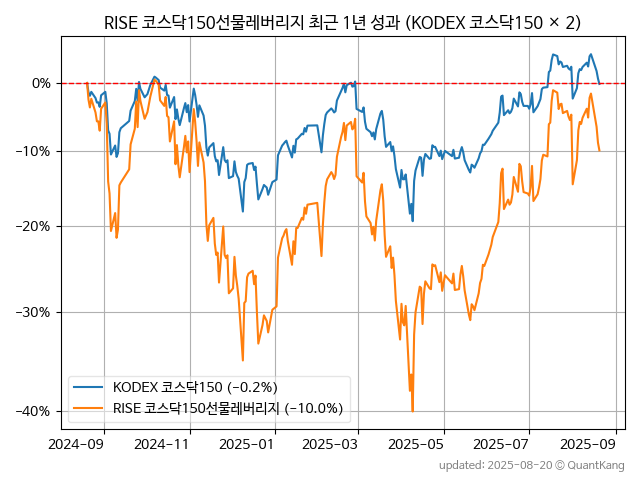 RISE 코스닥150선물레버리지 최근 1년 성과 (KODEX 코스닥150 × 2)
0%
−10%
−20%
−30%
−40%
KODEX 코스닥150 (−0.2%)
RISE 코스닥150선물레버리지 (−10.0%)
2024-09 2024-11 2025-01 2025-03 2025-05 2025-07 2025-09
updated: 2025-08-20 © QuantKang